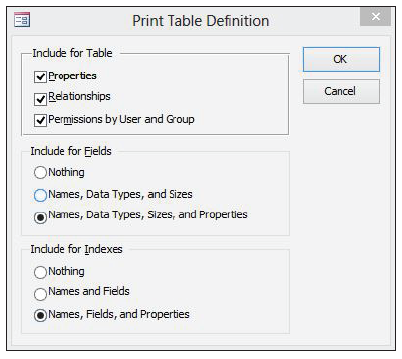 Print Table Definition
Include for Table
Properties
Relationships
Permissions by User and Group
OK
Cancel
Include for Fields
Nothing
Names, Data Types, and Sizes
Names, Data Types, Sizes, and Properties
Include for Indexes
Nothing
Names and Fields
Names, Fields, and Properties